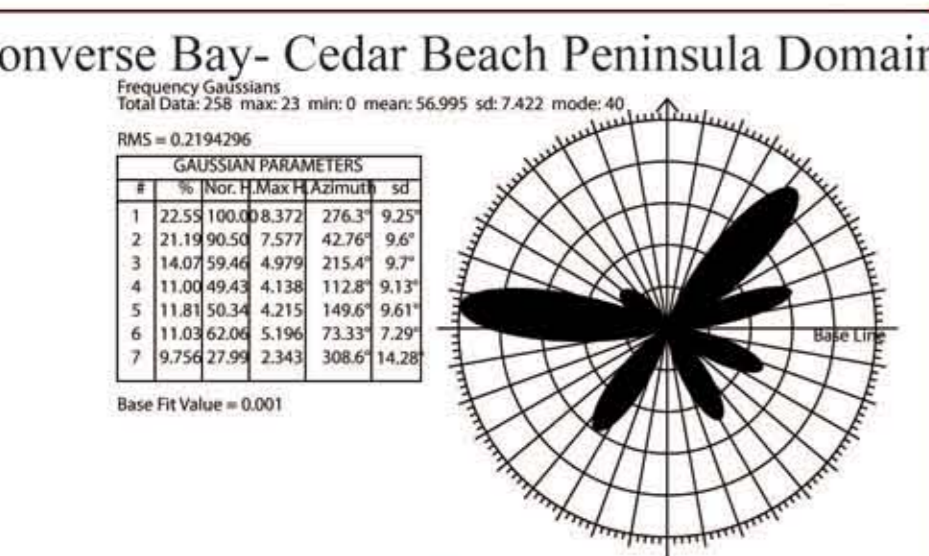 onverse Bay- Cedar Beach Peninsula Domain
Frequency Gaussians
Total Data: 258 max: 23 min: 0 mean: 56.995 sd: 7.422 mode: 40
RMS = 0.2194296
GAUSSIAN PARAMETERS
# % Nor. H. Max H. Azimuth sd
1 22.55 100.00 8.372 276.3° 9.25°
2 21.19 90.50 7.577 42.76° 9.6°
3 14.07 59.46 4.979 215.4° 9.7°
4 11.00 49.43 4.138 112.8° 9.13°
5 11.81 50.34 4.215 149.6° 9.61°
6 11.03 62.06 5.196 73.33° 7.29°
7 9.756 27.99 2.343 308.6° 14.28°
Base Line
Base Fit Value = 0.001